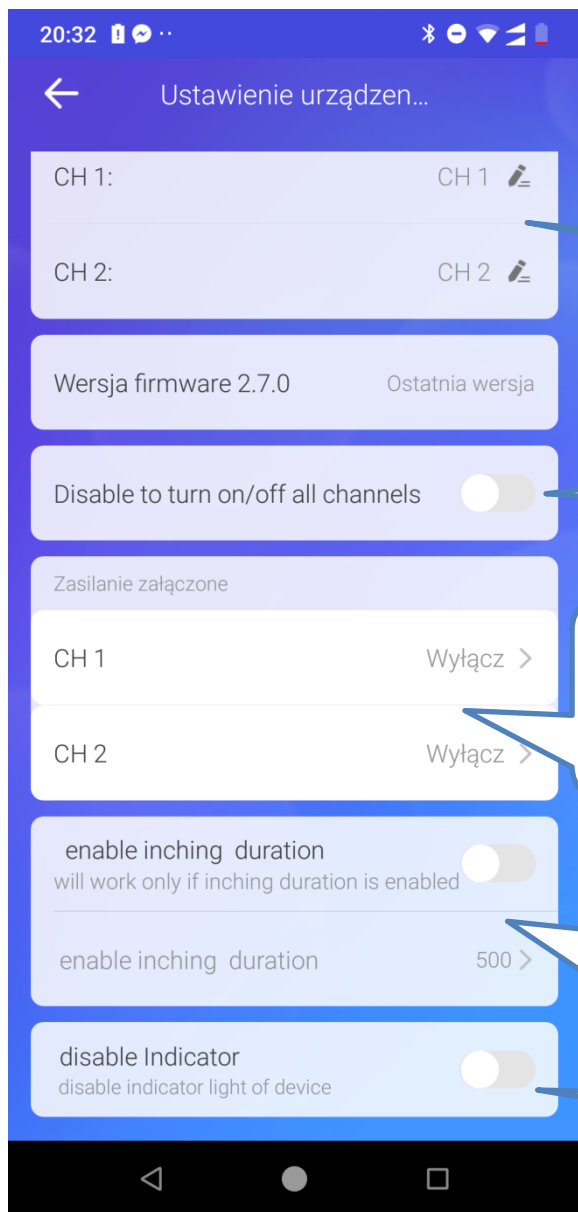 20:32
Ustawienie urządzen...
CH 1: CH 1
CH 2: CH 2
Wersja firmware 2.7.0 Ostatnia wersja
Disable to turn on/off all channels
Zasilanie załączone
CH 1 Wyłącz
CH 2 Wyłącz
enable inching duration
will work only if inching duration is enabled
enable inching duration 500
disable Indicator
disable indicator light of device